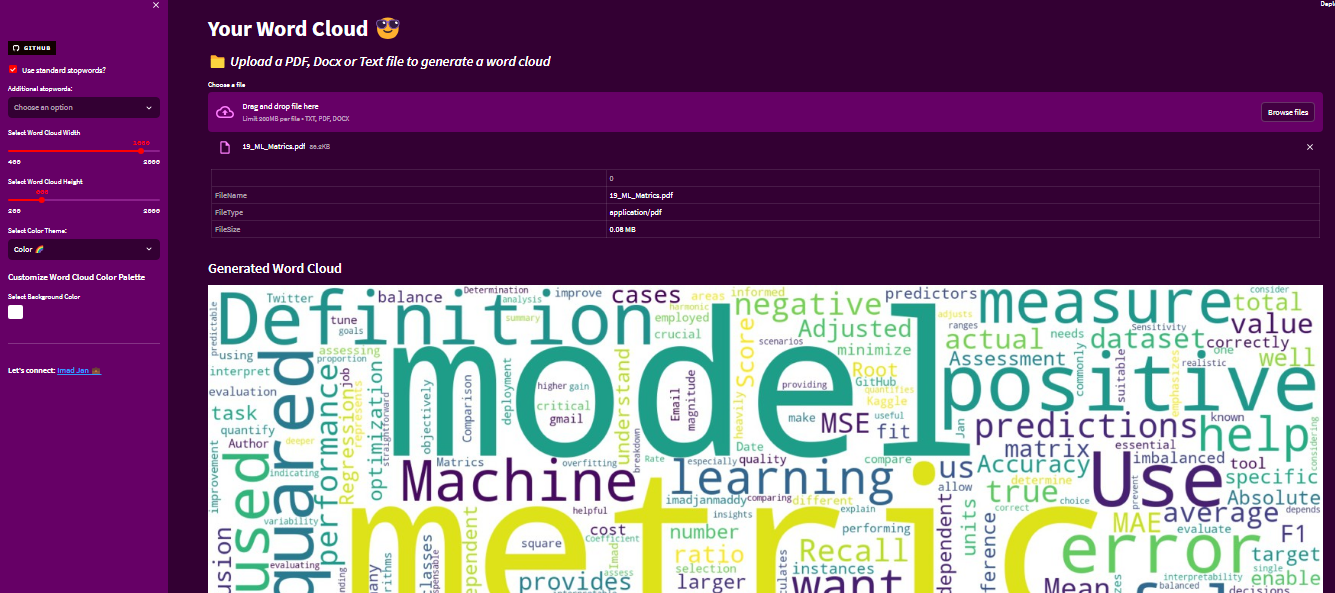 Deplo
GITHUB
Use standard stopwords?
Additional stopwords:
Choose an option
Select Word Cloud Width
400
Select Word Cloud Height
200
Select Color Theme:
Color 🌈
Customize Word Cloud Color Palette
Select Background Color
Let's connect: Imad Jan
Your Word Cloud 😎
📁 Upload a PDF, Docx or Text file to generate a word cloud
Choose a file
Drag and drop file here
Limit 200MB per file • TXT, PDF, DOCX
Browse files
19_ML_Metrics.pdf
0
FileName 19_ML_Metrics.pdf
FileType application/pdf
FileSize 0.08 MB
Generated Word Cloud
Twitter balance Determination improve cases areas informed predictors measure consider
Definition analysis harmonic negative adjusts total
predictable tune summary employed Adjusted ranges actual needs Sensitivity value
goals crucial scenarios dataset correctly
using assessing model Score minimize Assessment one well
interpret proportion job understand Root realistic
evaluation squared performance Regression represents optimization objectively Comparison deployment higher gain providing GitHub quantifies positive commonly suitable emphasizes
task critical Email magnitude heavily Kaggle
quantify straightforward gmail make MSE useful Jan predictions known help considering
Author deeper breakdown Date fit matrix essential
improvement used indicating Metrics overfitting Rate especially quality compare us Accuracy imbalanced tool
Machine learning allow determine Use specific
variability helpful imadjanmaddy comparing different true choice prevent Absolute
metric insights explain units correct MAE average depends
dependent cost number performing evaluate F1
evaluating square Coefficient Imad ratio Recall error target
many classes assess selection instances interpretability single enable
provides larger want Mean balanced decisions